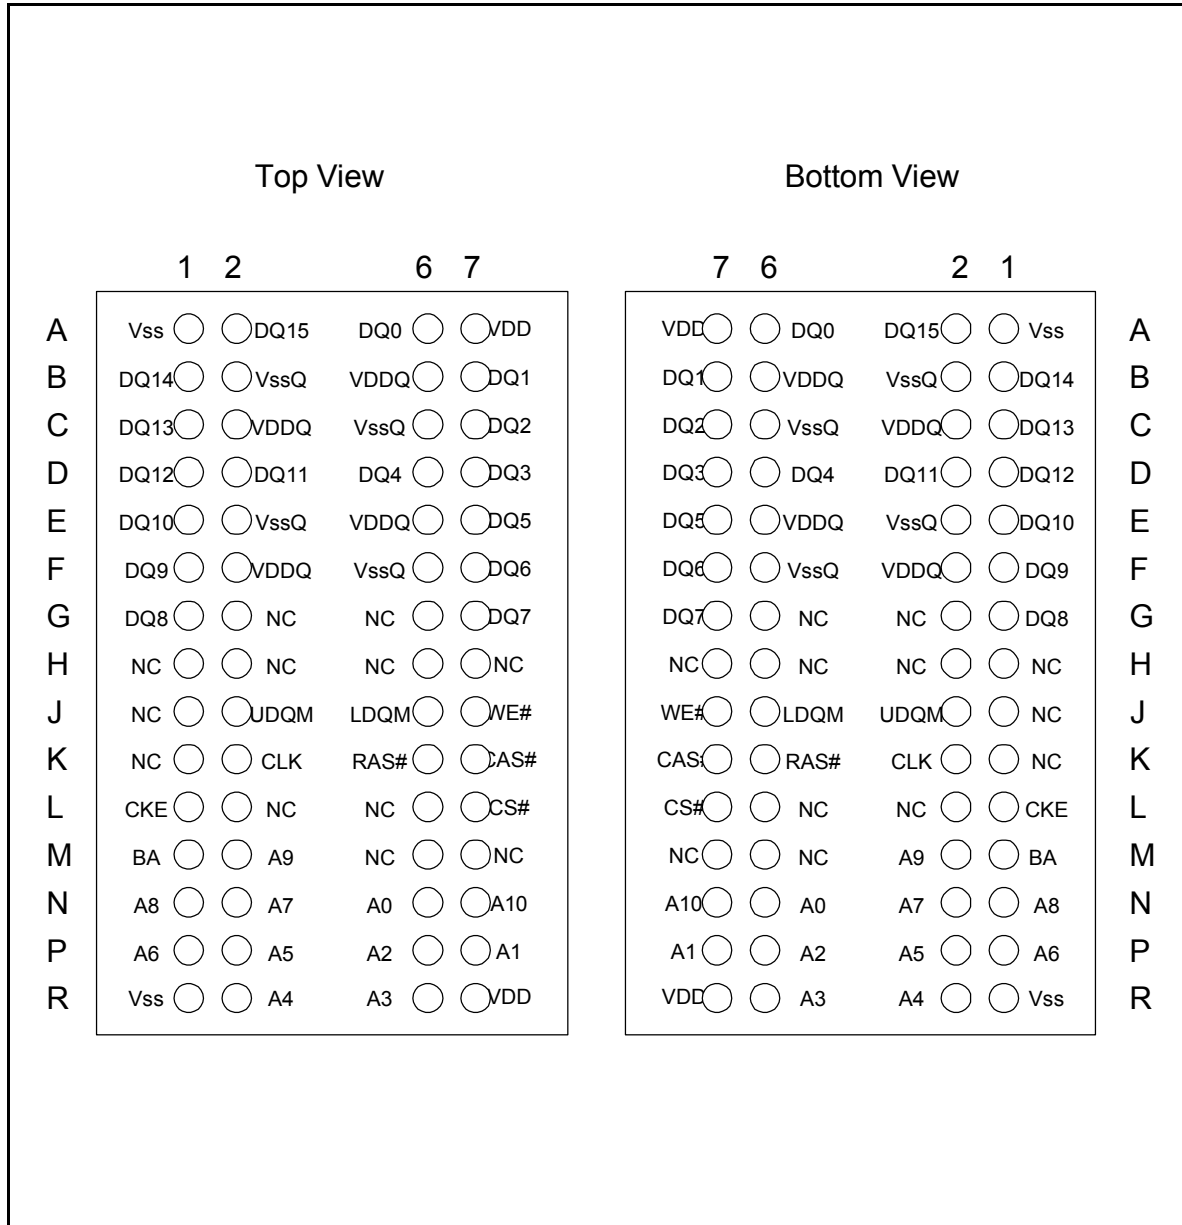 Top View Bottom View
1 2 6 7 7 6 2 1
A Vss DQ15 DQ0 VDD VDD DQ0 DQ15 Vss A
B DQ14 VssQ VDDQ DQ1 DQ1 VDDQ VssQ DQ14 B
C DQ13 VDDQ VssQ DQ2 DQ2 VssQ VDDQ DQ13 C
D DQ12 DQ11 DQ4 DQ3 DQ3 DQ4 DQ11 DQ12 D
E DQ10 VssQ VDDQ DQ5 DQ5 VDDQ VssQ DQ10 E
F DQ9 VDDQ VssQ DQ6 DQ6 VssQ VDDQ DQ9 F
G DQ8 NC NC DQ7 DQ7 NC NC DQ8 G
H NC NC NC NC NC NC NC NC H
J NC UDQM LDQM WE# WE# LDQM UDQM NC J
K NC CLK RAS# CAS# CAS# RAS# CLK NC K
L CKE NC NC CS# CS# NC NC CKE L
M BA A9 NC NC NC NC A9 BA M
N A8 A7 A0 A10 A10 A0 A7 A8 N
P A6 A5 A2 A1 A1 A2 A5 A6 P
R Vss A4 A3 VDD VDD A3 A4 Vss R